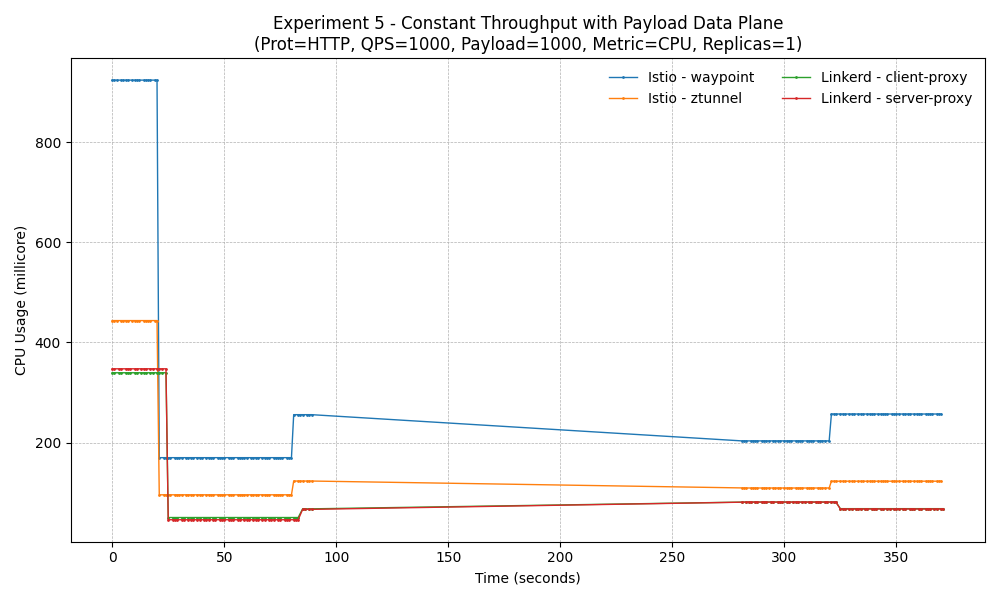 Experiment 5 - Constant Throughput with Payload Data Plane
(Prot=HTTP, QPS=1000, Payload=1000, Metric=CPU, Replicas=1)
Istio - waypoint
Istio - ztunnel
Linkerd - client-proxy
Linkerd - server-proxy
CPU Usage (millicore)
800
600
400
200
0
50
100
150
200
250
300
350
Time (seconds)